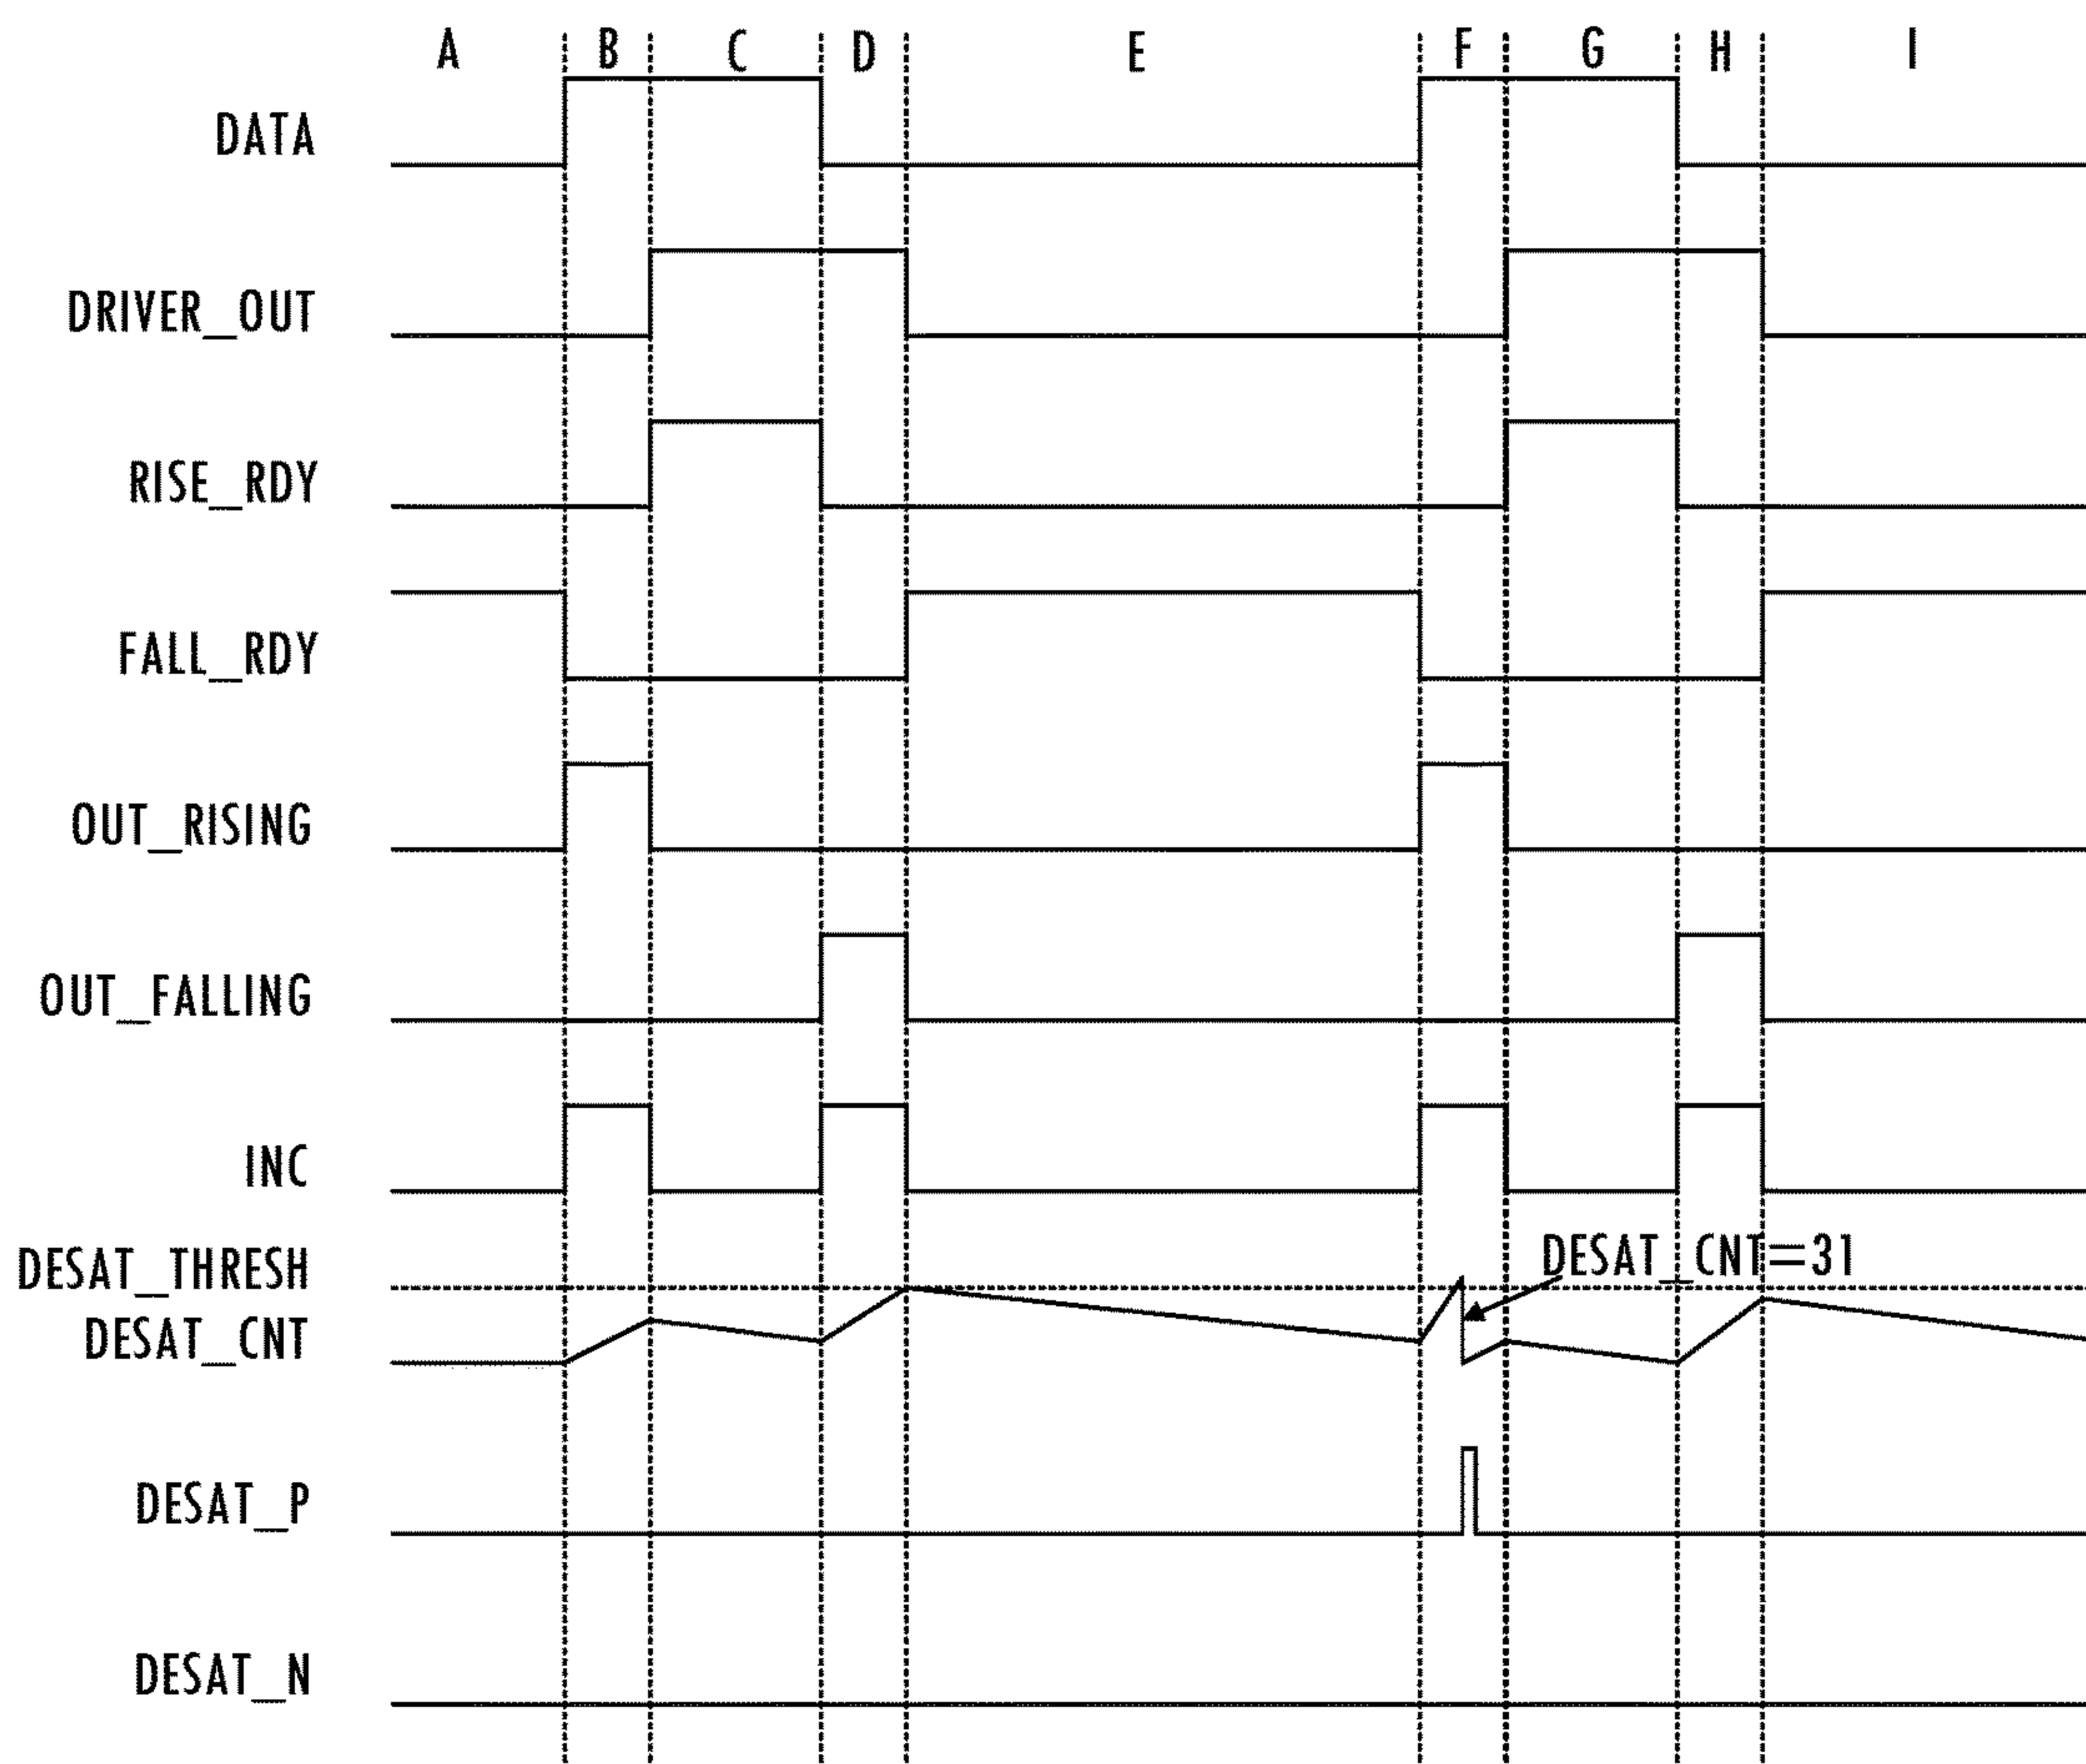 A B C D E F G H I
DATA
DRIVER_OUT
RISE_RDY
FALL_RDY
OUT_RISING
OUT_FALLING
INC
DESAT_CNT=31
DESAT_THRESH
DESAT_CNT
DESAT_P
DESAT_N